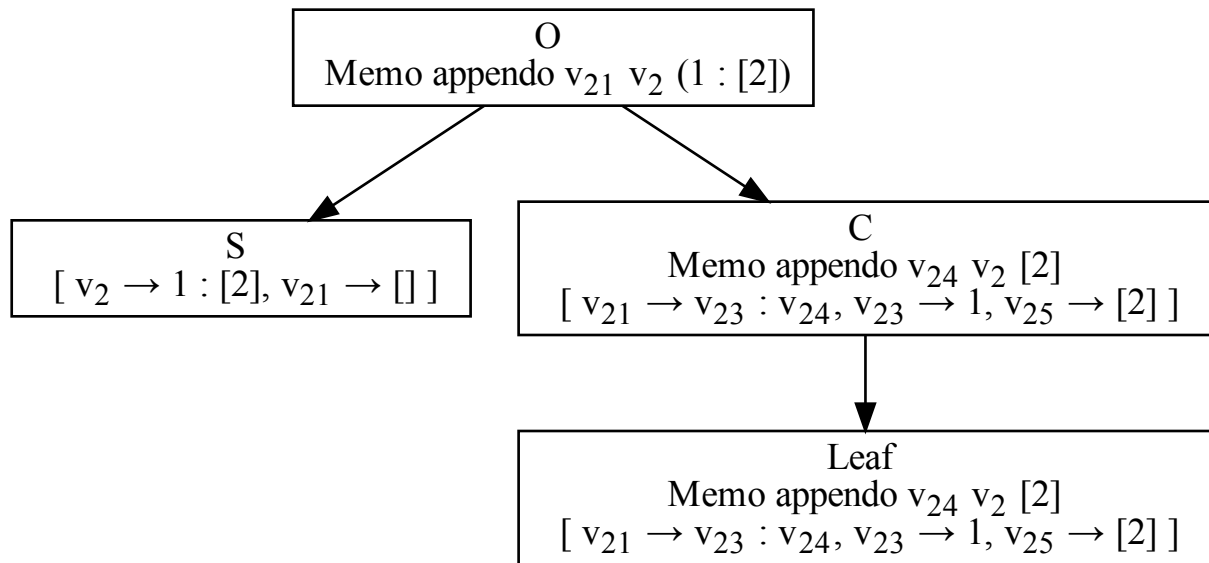 O
Memo appendo v₂₁ v₂ (1 : [2])
S
[ v₂ → 1 : [2], v₂₁ → [] ]
C
Memo appendo v₂₄ v₂ [2]
[ v₂₁ → v₂₃ : v₂₄, v₂₃ → 1, v₂₅ → [2] ]
Leaf
Memo appendo v₂₄ v₂ [2]
[ v₂₁ → v₂₃ : v₂₄, v₂₃ → 1, v₂₅ → [2] ]